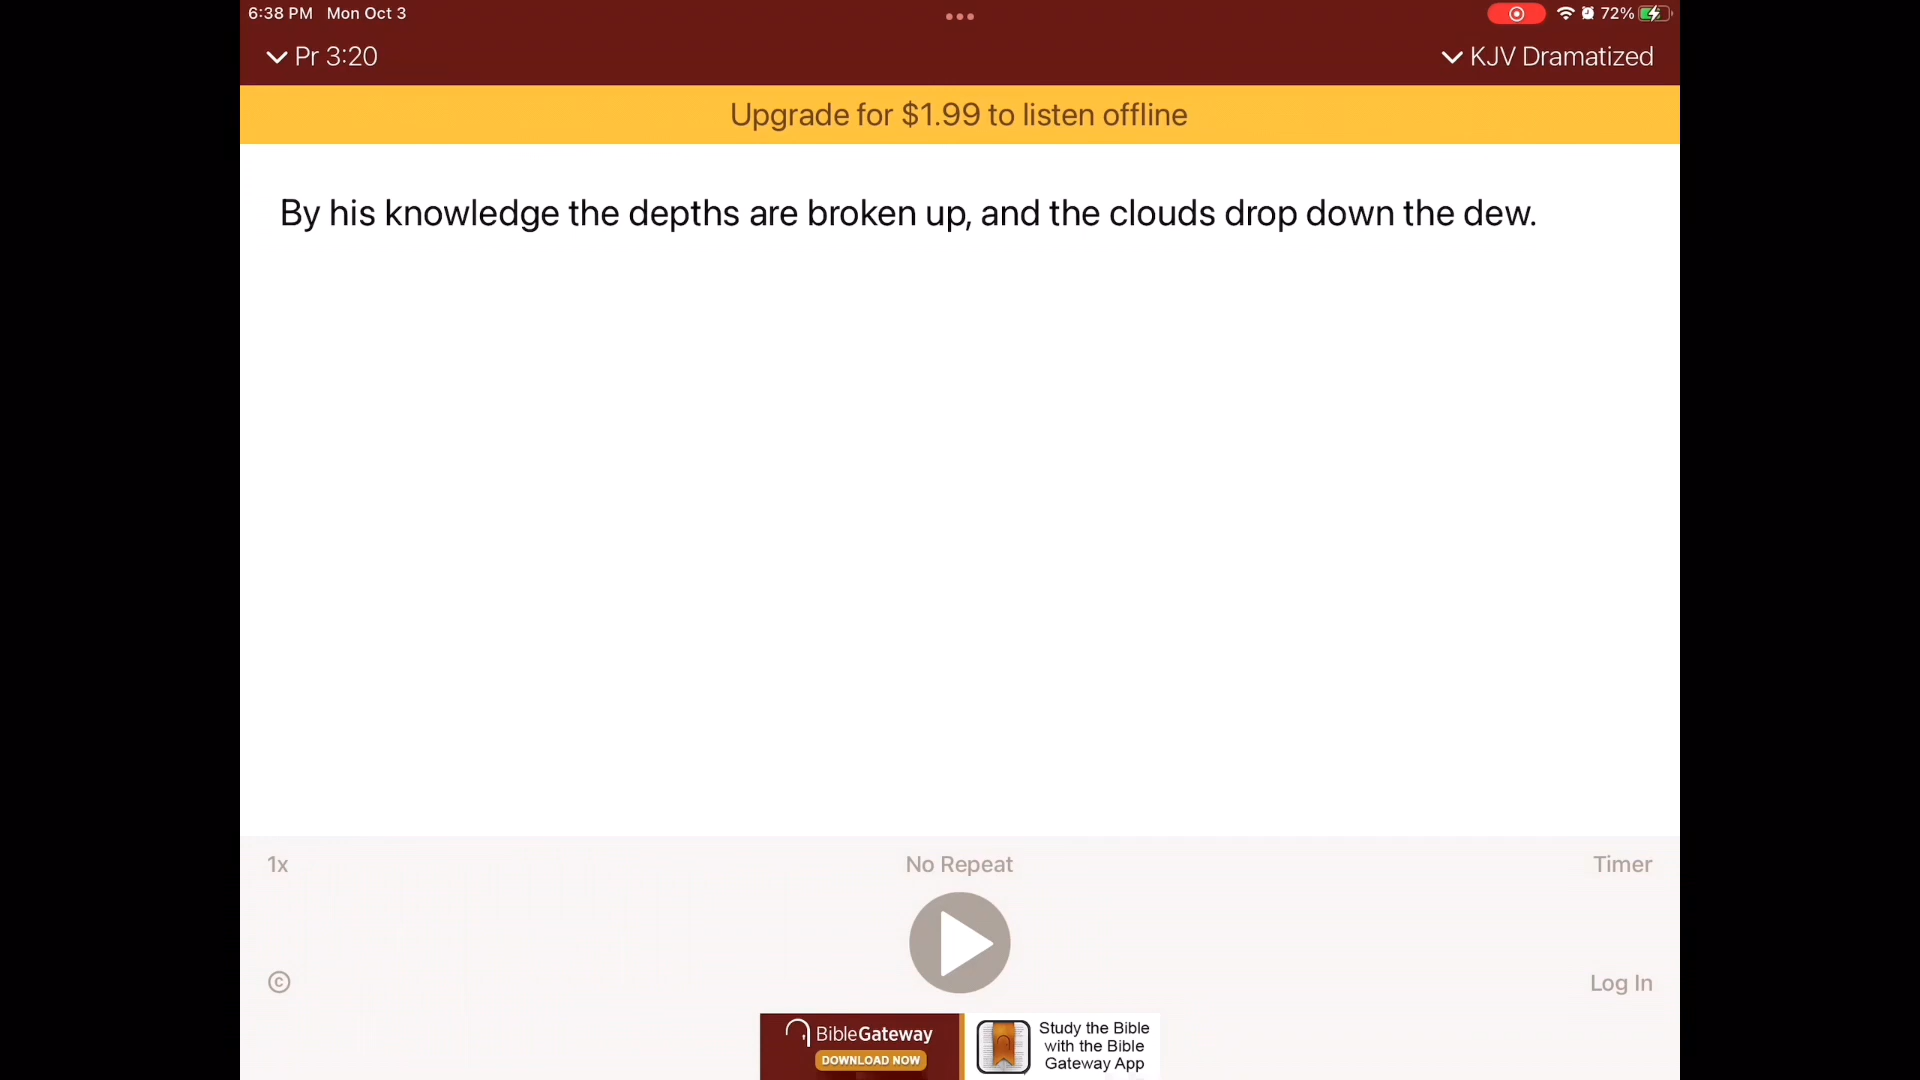 6:38 PM Mon Oct 3
72%
Pr 3:20
KJV Dramatized
Upgrade for $1.99 to listen offline
By his knowledge the depths are broken up, and the clouds drop down the dew.
1x
No Repeat
Timer
©
Log In
BibleGateway
DOWNLOAD NOW
Study the Bible
with the Bible
Gateway App